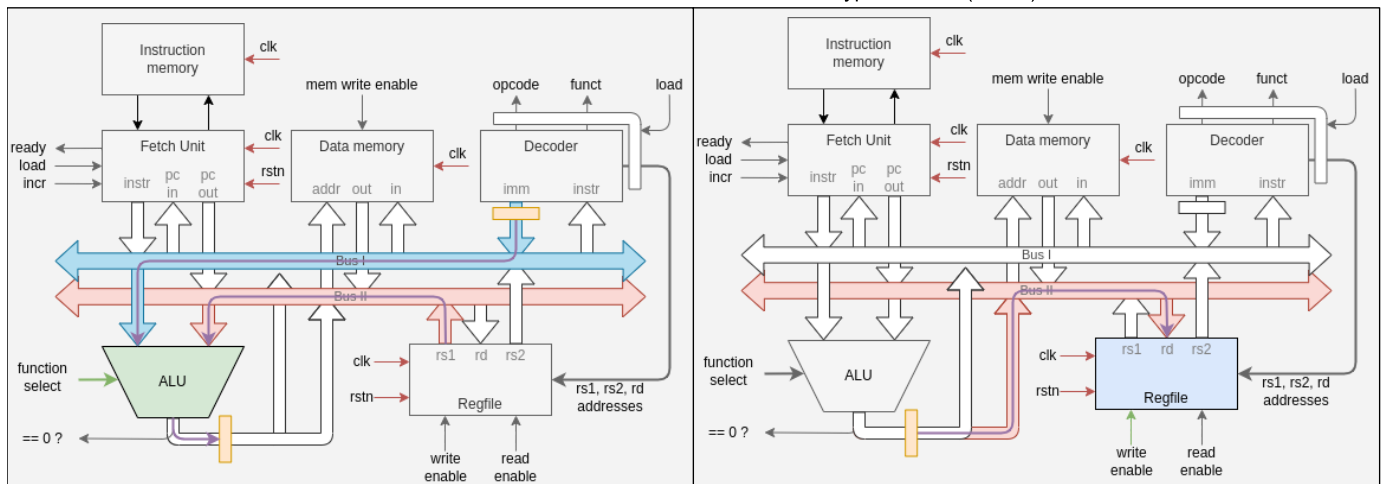 Instruction
memory
clk
mem write enable
opcode
funct
load
ready
load
incr
Fetch Unit
instr
pc
in
pc
out
clk
rstn
Data memory
addr
out
in
clk
Decoder
imm
instr
Bus I
Bus II
function
select
ALU
== 0 ?
clk
rstn
rs1
rd
rs2
Regfile
rs1, rs2, rd
addresses
write
enable
read
enable
Instruction
memory
clk
mem write enable
opcode
funct
load
ready
load
incr
Fetch Unit
instr
pc
in
pc
out
clk
rstn
Data memory
addr
out
in
clk
Decoder
imm
instr
Bus I
Bus II
function
select
ALU
== 0 ?
clk
rstn
rs1
rd
rs2
Regfile
rs1, rs2, rd
addresses
write
enable
read
enable